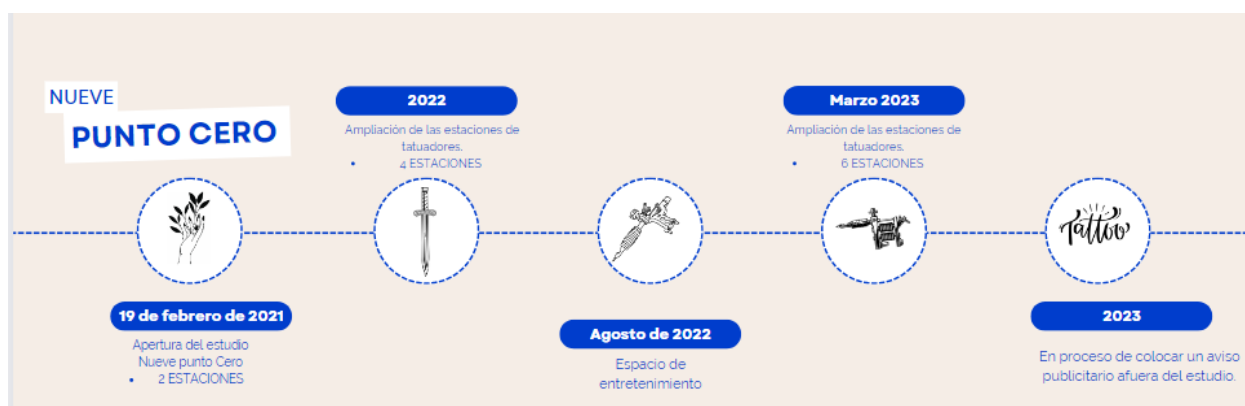 NUEVE
PUNTO CERO
19 de febrero de 2021
Apertura del estudio
Nueve punto Cero
• 2 ESTACIONES
2022
Ampliación de las estaciones de
tatuadores.
• 4 ESTACIONES
Agosto de 2022
Espacio de
entretenimiento
Marzo 2023
Ampliación de las estaciones de
tatuadores.
• 6 ESTACIONES
Tattoo
2023
En proceso de colocar un aviso
publicitario afuera del estudio.